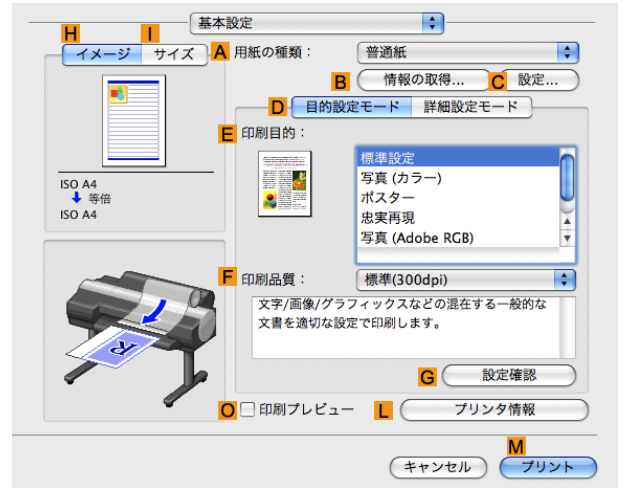 基本設定
H I
イメージ サイズ
A 用紙の種類： 普通紙
B 情報の取得... C 設定...
D 目的設定モード 詳細設定モード
E 印刷目的：
標準設定
写真 (カラー)
ポスター
忠実再現
写真 (Adobe RGB)
ISO A4
等倍
ISO A4
F 印刷品質： 標準(300dpi)
文字/画像/グラフィックスなどの混在する一般的な
文書を適切な設定で印刷します。
G 設定確認
O 印刷プレビュー L プリンタ情報
M
キャンセル プリント